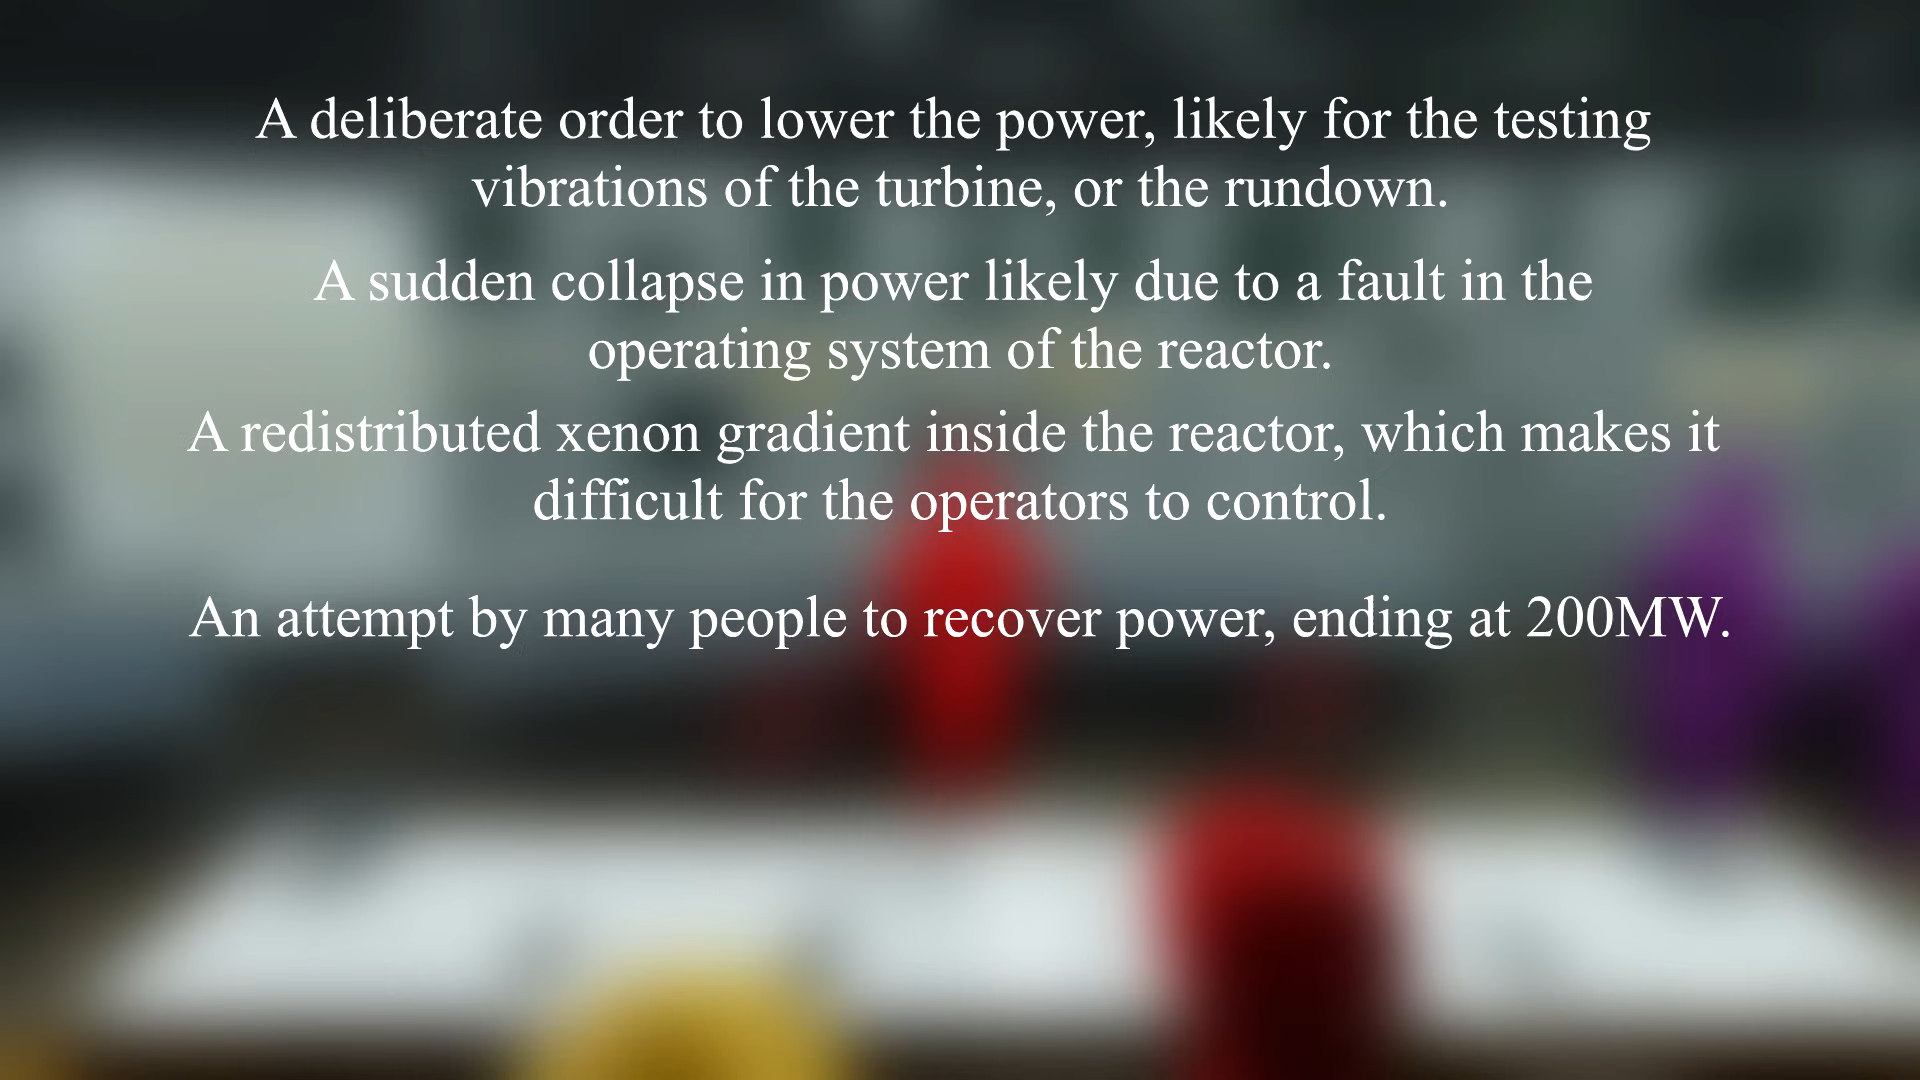 A deliberate order to lower the power, likely for the testing
vibrations of the turbine, or the rundown.
A sudden collapse in power likely due to a fault in the
operating system of the reactor.
A redistributed xenon gradient inside the reactor, which makes it
difficult for the operators to control.
An attempt by many people to recover power, ending at 200MW.